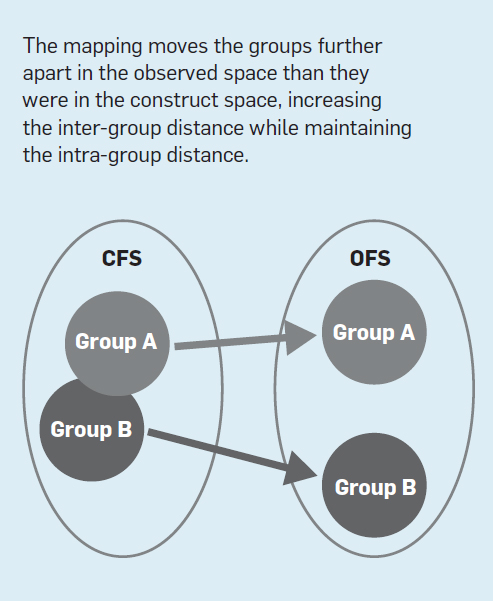 The mapping moves the groups further
apart in the observed space than they
were in the construct space, increasing
the inter-group distance while maintaining
the intra-group distance.
CFS
OFS
Group A
Group A
Group B
Group B